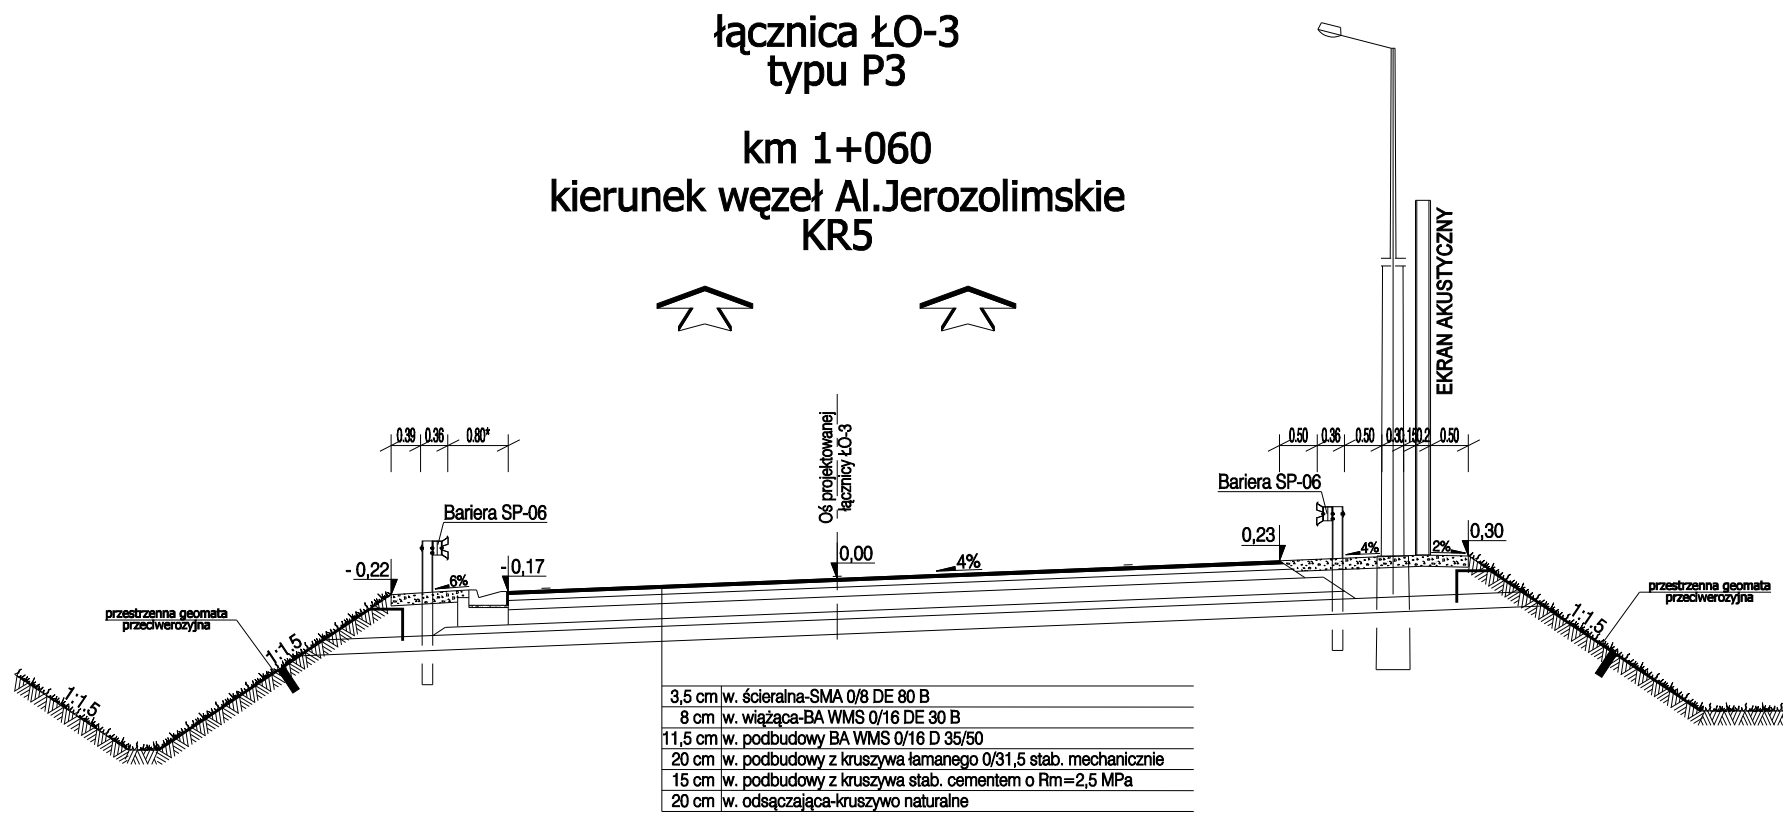 łącznica ŁO-3
typu P3
km 1+060
kierunek węzeł Al.Jerozolimskie
KR5
EKRAN AKUSTYCZNY
0.39 0.36 0.80*
Oś projektowanej
łącznicy ŁO-3
0.50 0.36 0.50 0.30 0.15 0.2 0.50
Bariera SP-06
Bariera SP-06
- 0,22
6%
- 0,17
0,00
4%
0,23
4%
2%
0,30
przestrzenna geomata
przeciwerozyjna
1:1.5
1:1.5
przestrzenna geomata
przeciwerozyjna
1:1.5
3,5 cm w. ścieralna-SMA 0/8 DE 80 B
8 cm w. wiążąca-BA WMS 0/16 DE 30 B
11,5 cm w. podbudowy BA WMS 0/16 D 35/50
20 cm w. podbudowy z kruszywa łamanego 0/31,5 stab. mechanicznie
15 cm w. podbudowy z kruszywa stab. cementem o Rm=2,5 MPa
20 cm w. odsączająca-kruszywo naturalne